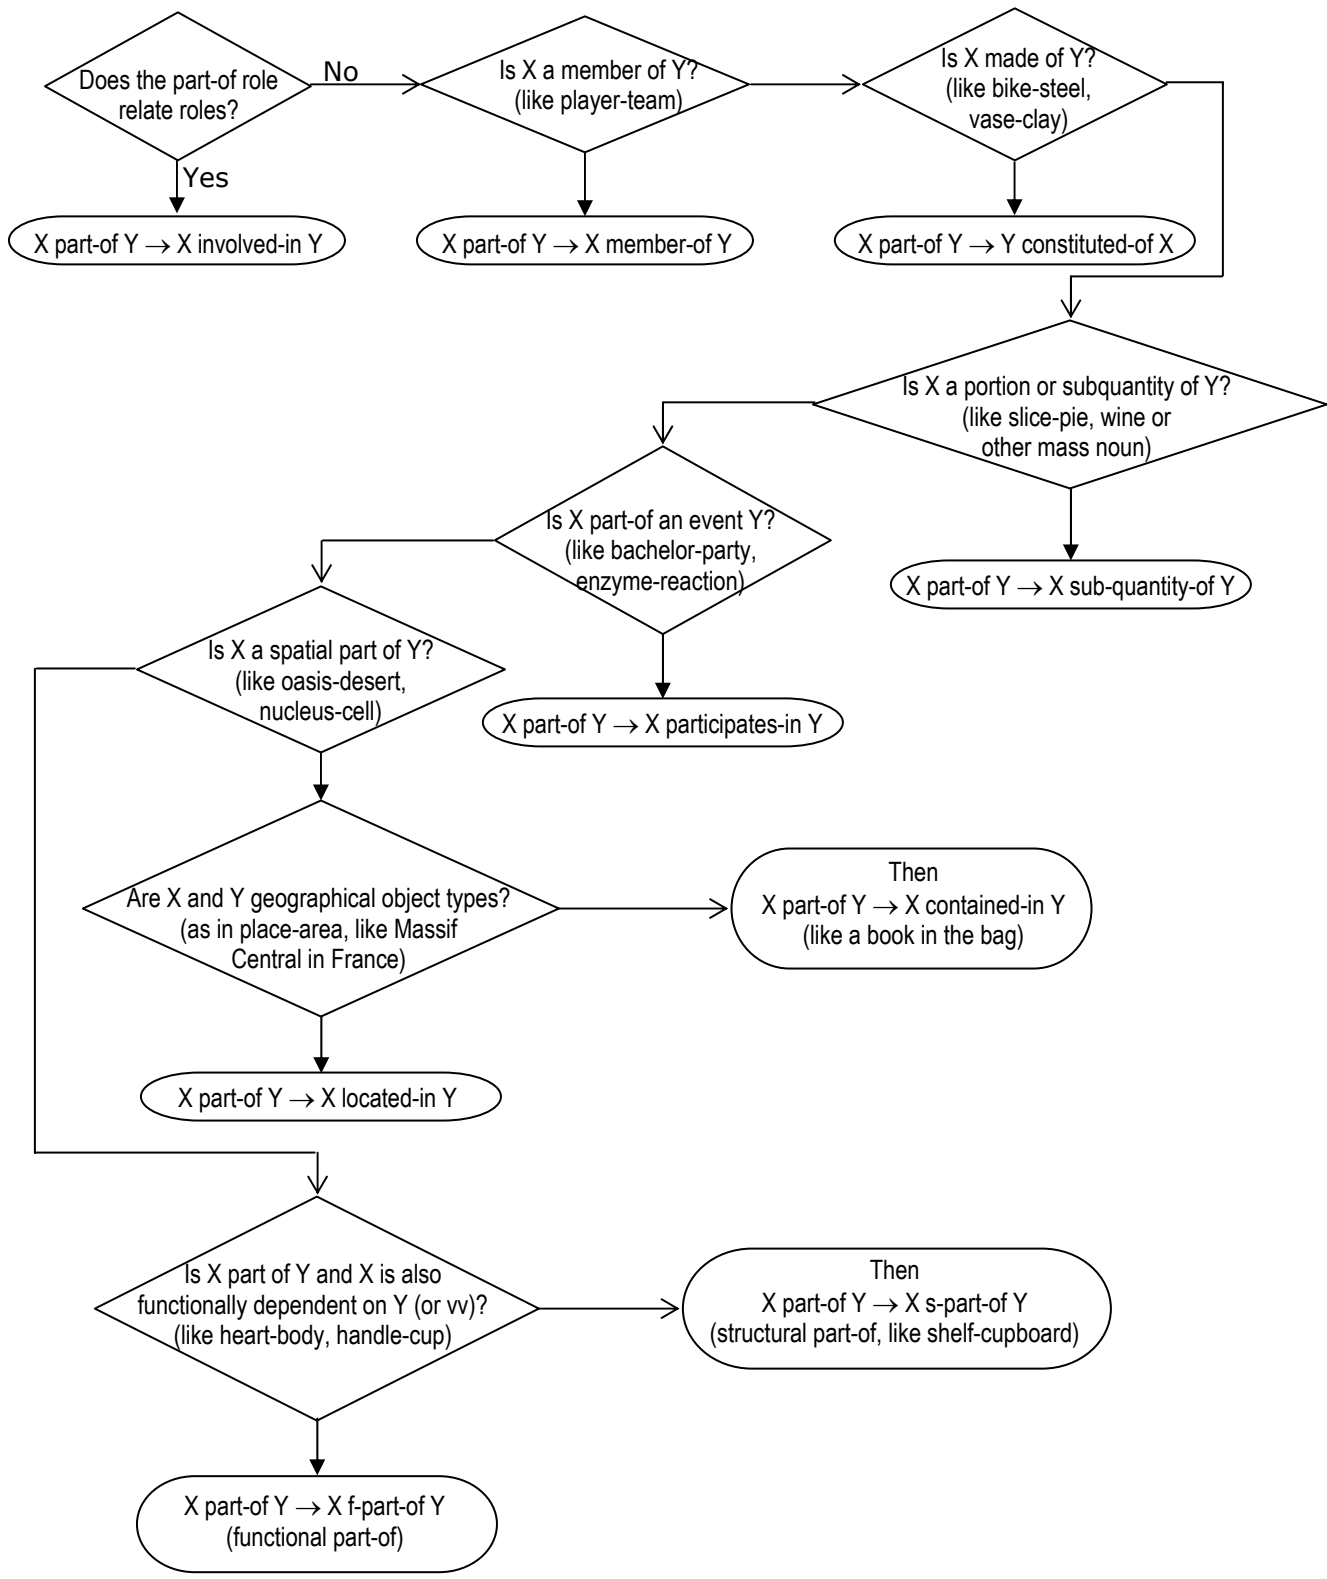 Does the part-of role
relate roles?
No
Yes
X part-of Y → X involved-in Y
Is X a member of Y?
(like player-team)
X part-of Y → X member-of Y
Is X made of Y?
(like bike-steel,
vase-clay)
X part-of Y → Y constituted-of X
Is X a portion or subquantity of Y?
(like slice-pie, wine or
other mass noun)
X part-of Y → X sub-quantity-of Y
Is X part-of an event Y?
(like bachelor-party,
enzyme-reaction)
X part-of Y → X participates-in Y
Is X a spatial part of Y?
(like oasis-desert,
nucleus-cell)
Are X and Y geographical object types?
(as in place-area, like Massif
Central in France)
Then
X part-of Y → X contained-in Y
(like a book in the bag)
X part-of Y → X located-in Y
Is X part of Y and X is also
functionally dependent on Y (or vv)?
(like heart-body, handle-cup)
Then
X part-of Y → X s-part-of Y
(structural part-of, like shelf-cupboard)
X part-of Y → X f-part-of Y
(functional part-of)